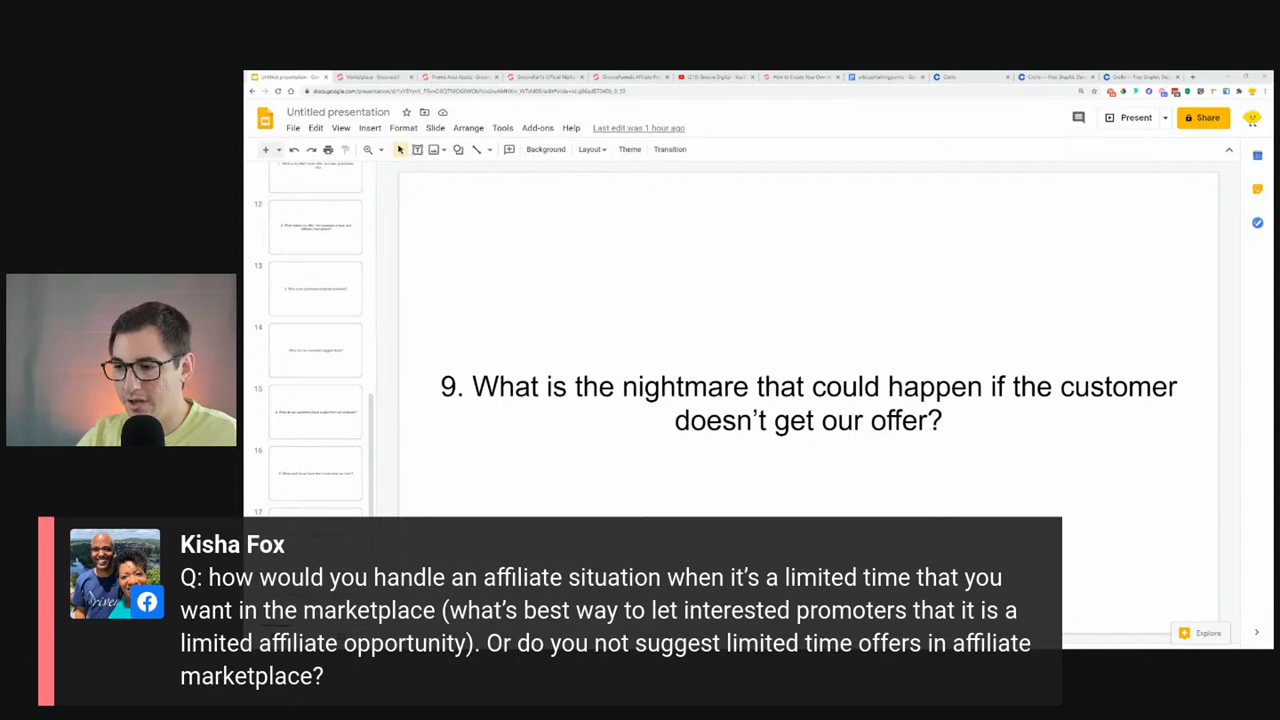 Untitled presentation
File Edit View Insert Format Slide Arrange Tools Add-ons Help Last edit was 1 hour ago
Present
Share
Background Layout Theme Transition
12
13
14
15
16
17
9. What is the nightmare that could happen if the customer
doesn't get our offer?
Explore
Kisha Fox
Q: how would you handle an affiliate situation when it's a limited time that you
want in the marketplace (what's best way to let interested promoters that it is a
limited affiliate opportunity). Or do you not suggest limited time offers in affiliate
marketplace?